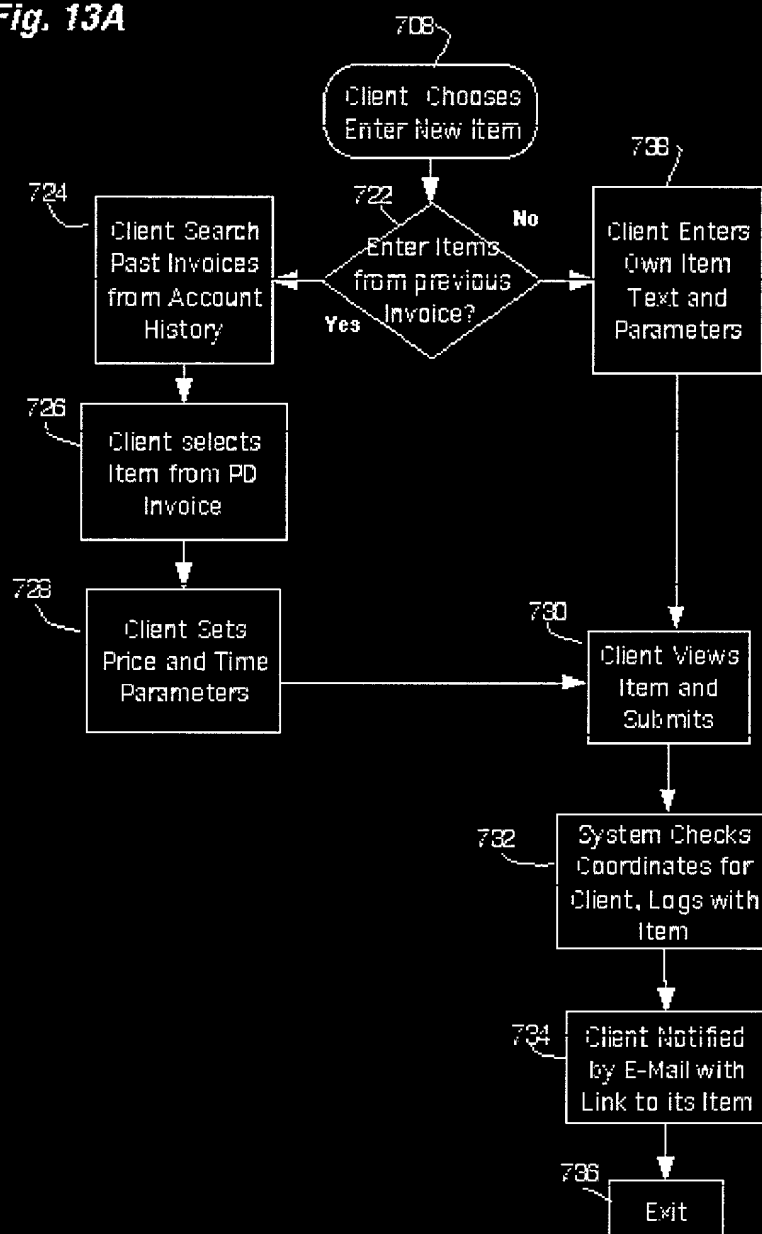 Fig. 13A
708
Client Chooses
Enter New Item
722
Enter Items
from previous
Invoice?
Yes
No
724
Client Search
Past Invoices
from Account
History
726
Client selects
Item from PD
Invoice
728
Client Sets
Price and Time
Parameters
738
Client Enters
Own Item
Text and
Parameters
730
Client Views
Item and
Submits
732
System Checks
Coordinates for
Client, Logs with
Item
734
Client Notified
by E-Mail with
Link to its Item
736
Exit